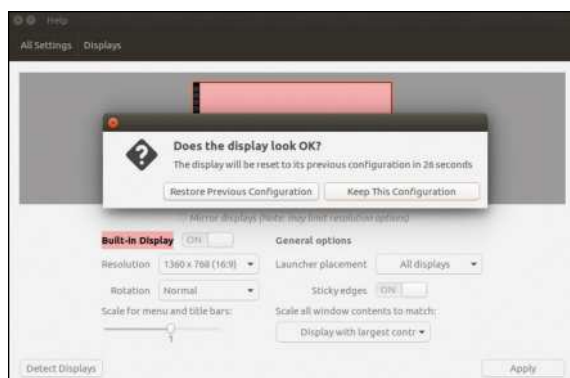 Help
All Settings Displays
Does the display look OK?
The display will be reset to its previous configuration in 26 seconds
Restore Previous Configuration Keep This Configuration
Mirror displays (Note: may limit resolution options)
Built-in Display ON General options
Resolution 1360 x 768 (16:9) Launcher placement All displays
Rotation Normal Sticky edges ON
Scale for menu and title bars: Scale all window contents to match:
1 Display with largest contr
Detect Displays Apply